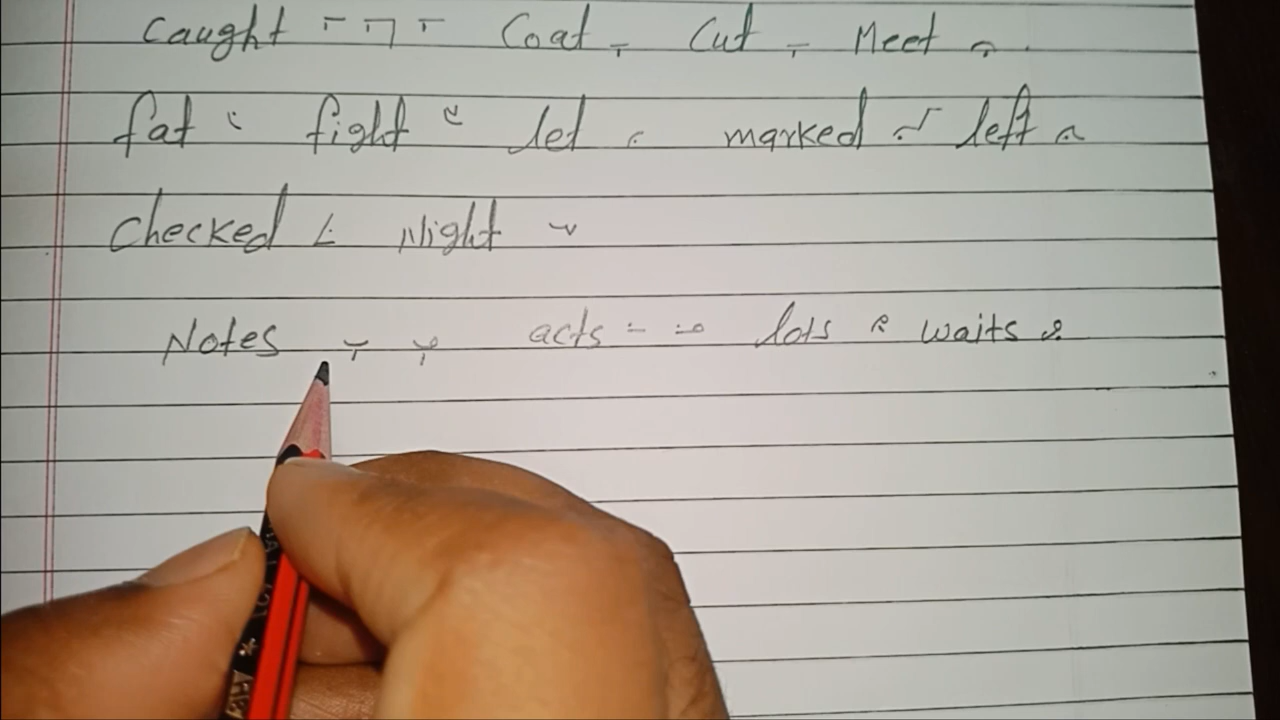 Caught Coat Cut Meet
fat fight let marked left
Checked Night
Notes acts lots waits